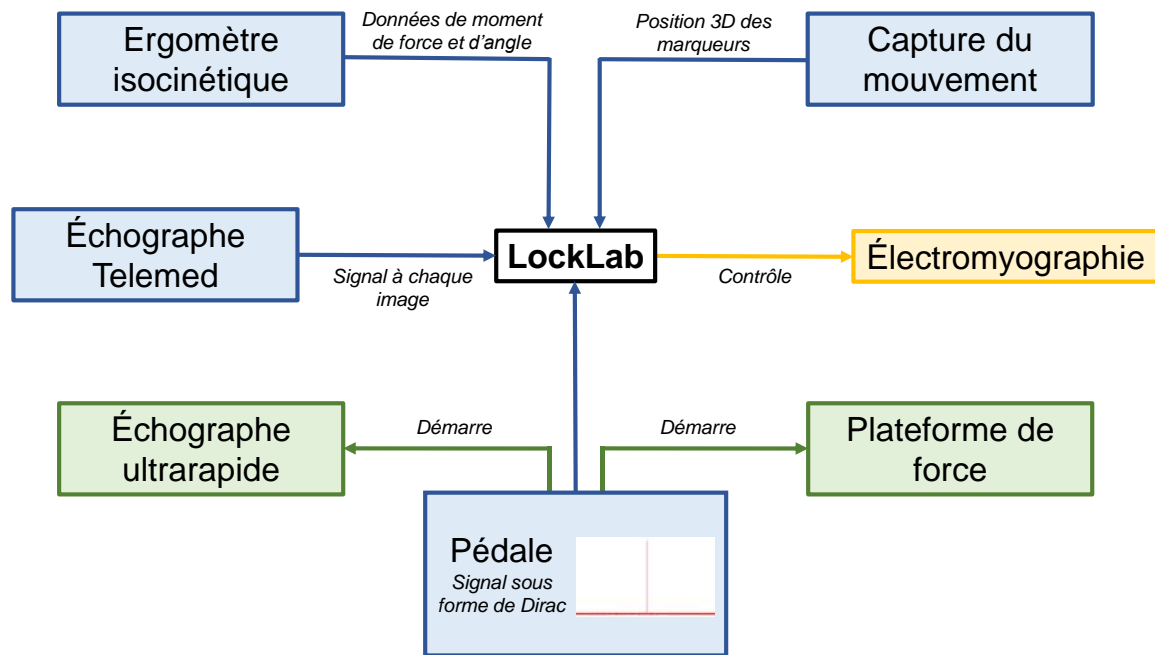 Ergomètre
isocinétique
Données de moment
de force et d'angle
Position 3D des
marqueurs
Capture du
mouvement
Échographe
Telemed
Signal à chaque
image
LockLab
Contrôle
Électromyographie
Échographe
ultrarapide
Démarre
Démarre
Plateforme de
force
Pédale
Signal sous
forme de Dirac